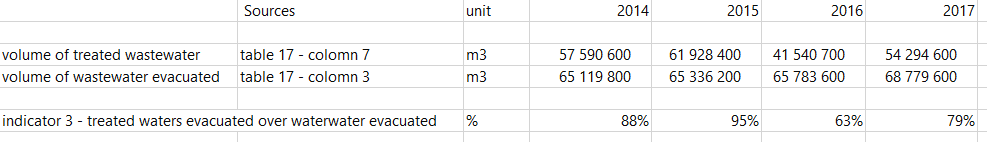 Sources unit 2014 2015 2016 2017
volume of treated wastewater table 17 - colomn 7 m3 57 590 600 61 928 400 41 540 700 54 294 600
volume of wastewater evacuated table 17 - colomn 3 m3 65 119 800 65 336 200 65 783 600 68 779 600
indicator 3 - treated waters evacuated over waterwater evacuated % 88% 95% 63% 79%